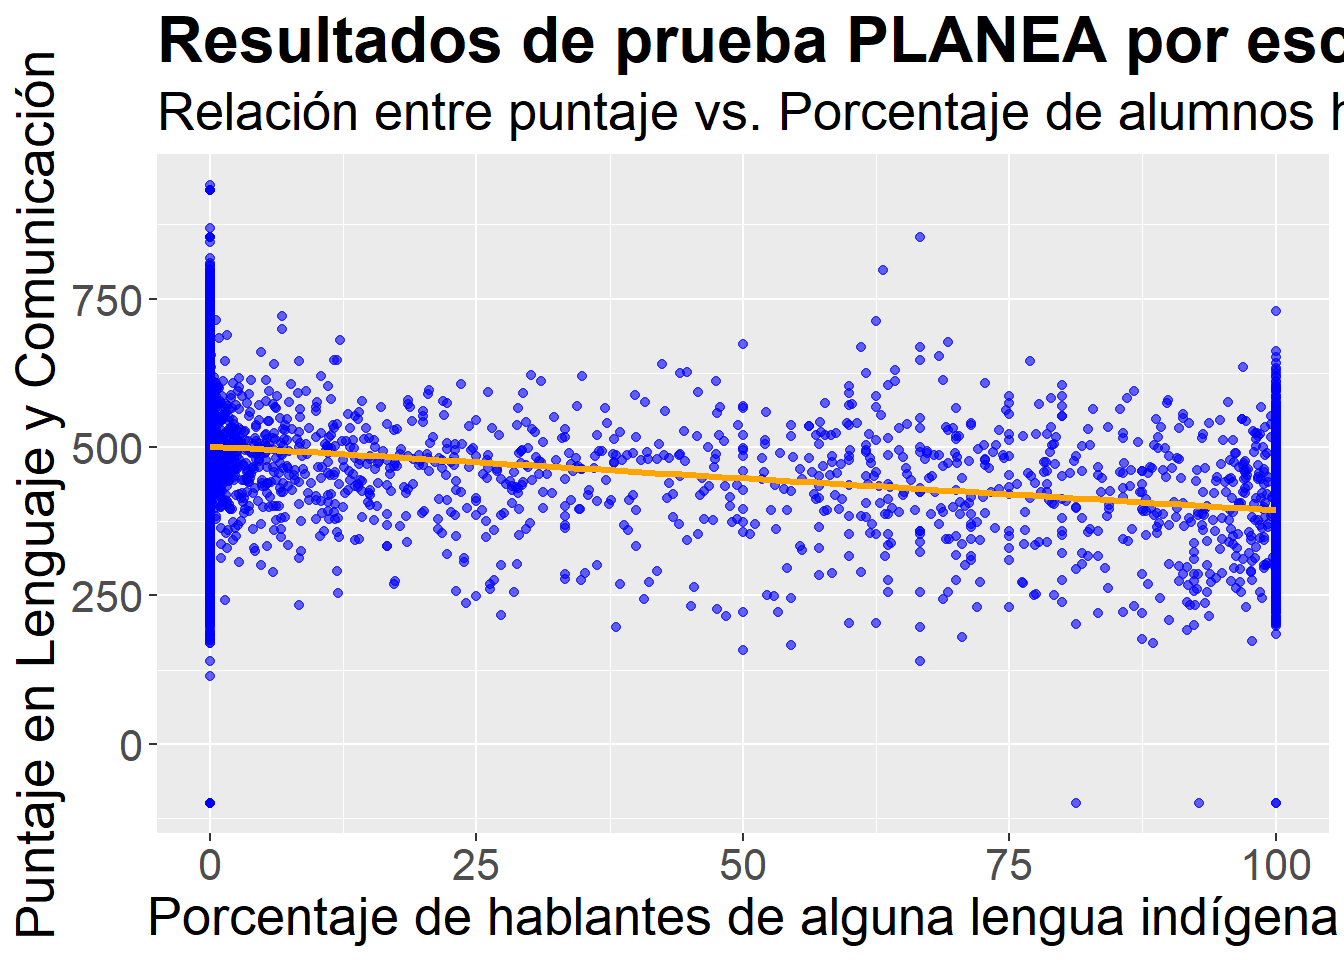 Resultados de prueba PLANEA por esc
Relación entre puntaje vs. Porcentaje de alumnos h
Puntaje en Lenguaje y Comunicación
750
500
250
0
0 25 50 75 100
Porcentaje de hablantes de alguna lengua indígena